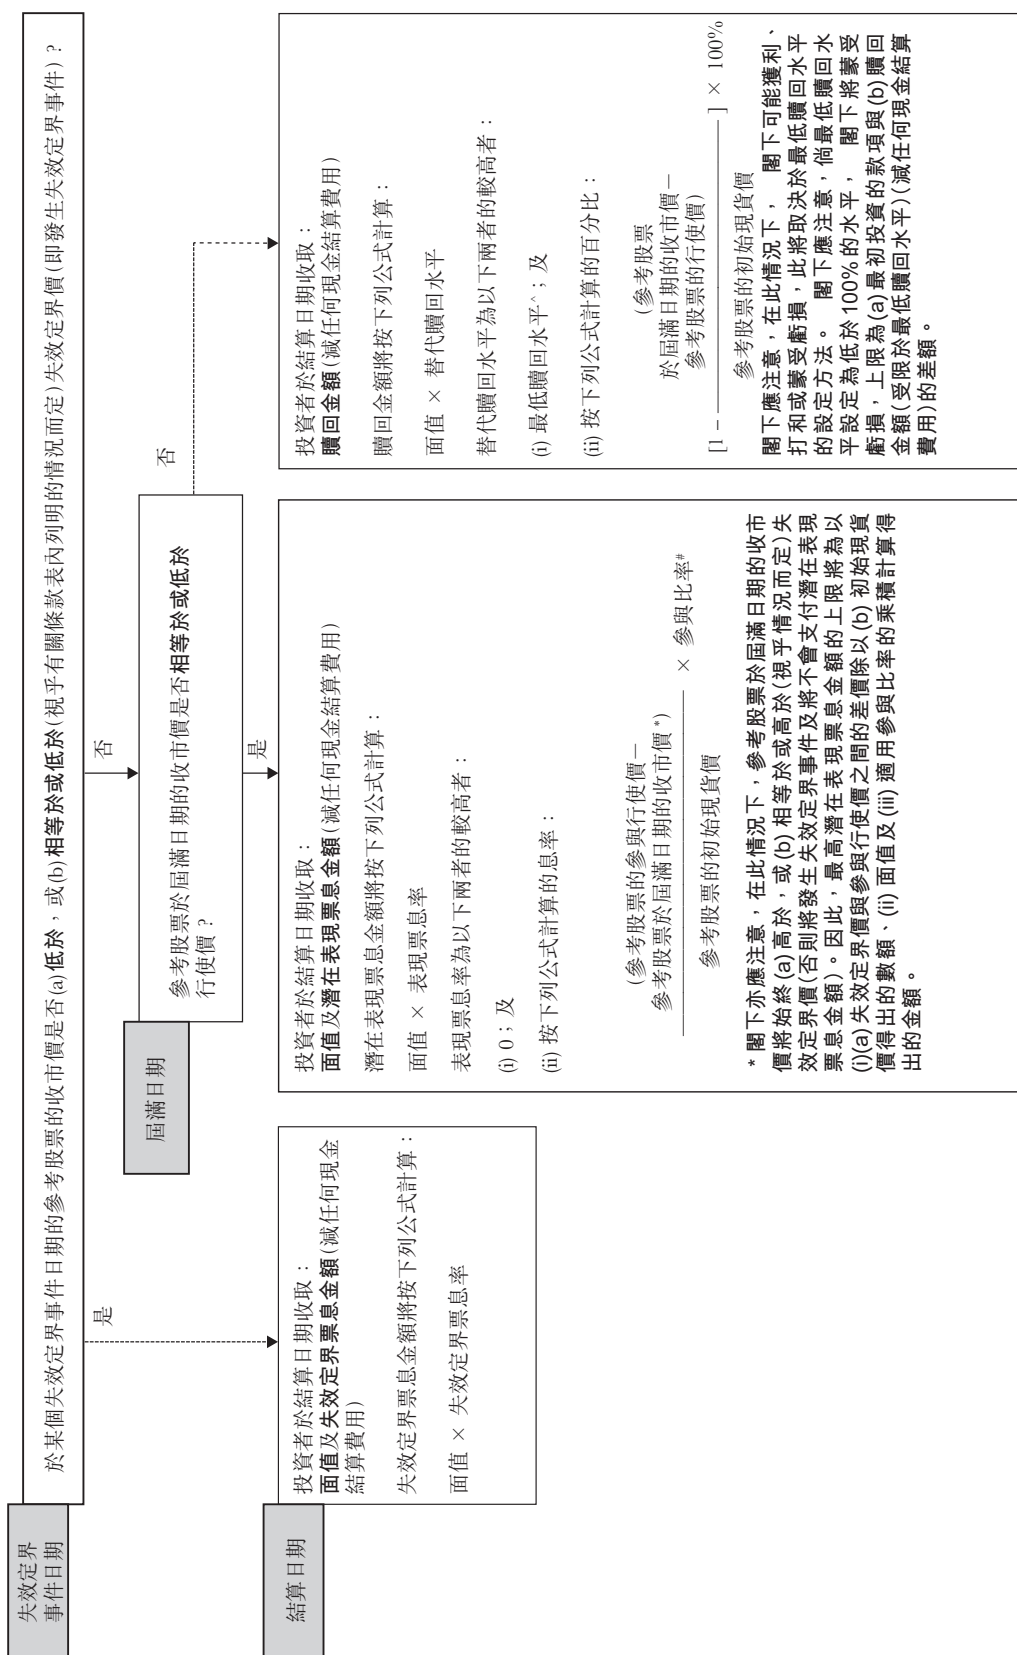 失效定界
事件日期
於某個失效定界事件日期的參考股票的收市價是否(a)低於，或(b)相等於或低於(視乎有關條款表內列明的情況而定)失效定界價(即發生失效定界事件)？
是
否
屆滿日期
參考股票於屆滿日期的收市價是否相等於或低於
行使價？
是
否
結算日期
投資者於結算日期收取：
面值及失效定界票息金額(減任何現金
結算費用)
失效定界票息金額將按下列公式計算：
面值 × 失效定界票息率
投資者於結算日期收取：
面值及潛在表現票息金額(減任何現金結算費用)
潛在表現票息金額將按下列公式計算：
面值 × 表現票息率
表現票息率為以下兩者的較高者：
(i) 0；及
(ii) 按下列公式計算的息率：
(參考股票的參與行使價－
參考股票於屆滿日期的收市價*)
× 參與比率#
參考股票的初始現貨價
* 閣下亦應注意，在此情況下，參考股票於屆滿日期的收市
價將始終(a)高於，或(b)相等於或高於(視乎情況而定)失
效定界價(否則將發生失效定界事件及將不會支付潛在表現
票息金額)。因此，最高潛在表現票息金額的上限將為以
(i)(a)失效定界價與參與行使價之間的差價除以(b)初始現貨
價得出的數額、(ii)面值及(iii)適用參與比率的乘積計算得
出的金額。
投資者於結算日期收取：
贖回金額(減任何現金結算費用)
贖回金額將按下列公式計算：
面值 × 替代贖回水平
替代贖回水平為以下兩者的較高者：
(i) 最低贖回水平^；及
(ii) 按下列公式計算的百分比：
(參考股票
於屆滿日期的收市價－
參考股票的行使價)
[1 － ] × 100%
參考股票的初始現貨價
閣下應注意，在此情況下， 閣下可能獲利、
打和或蒙受虧損，此將取決於最低贖回水平
的設定方法。 閣下應注意，倘最低贖回水
平設定為低於100%的水平， 閣下將蒙受
虧損，上限為(a)最初投資的款項與(b)贖回
金額(受限於最低贖回水平)(減任何現金結算
費用)的差額。